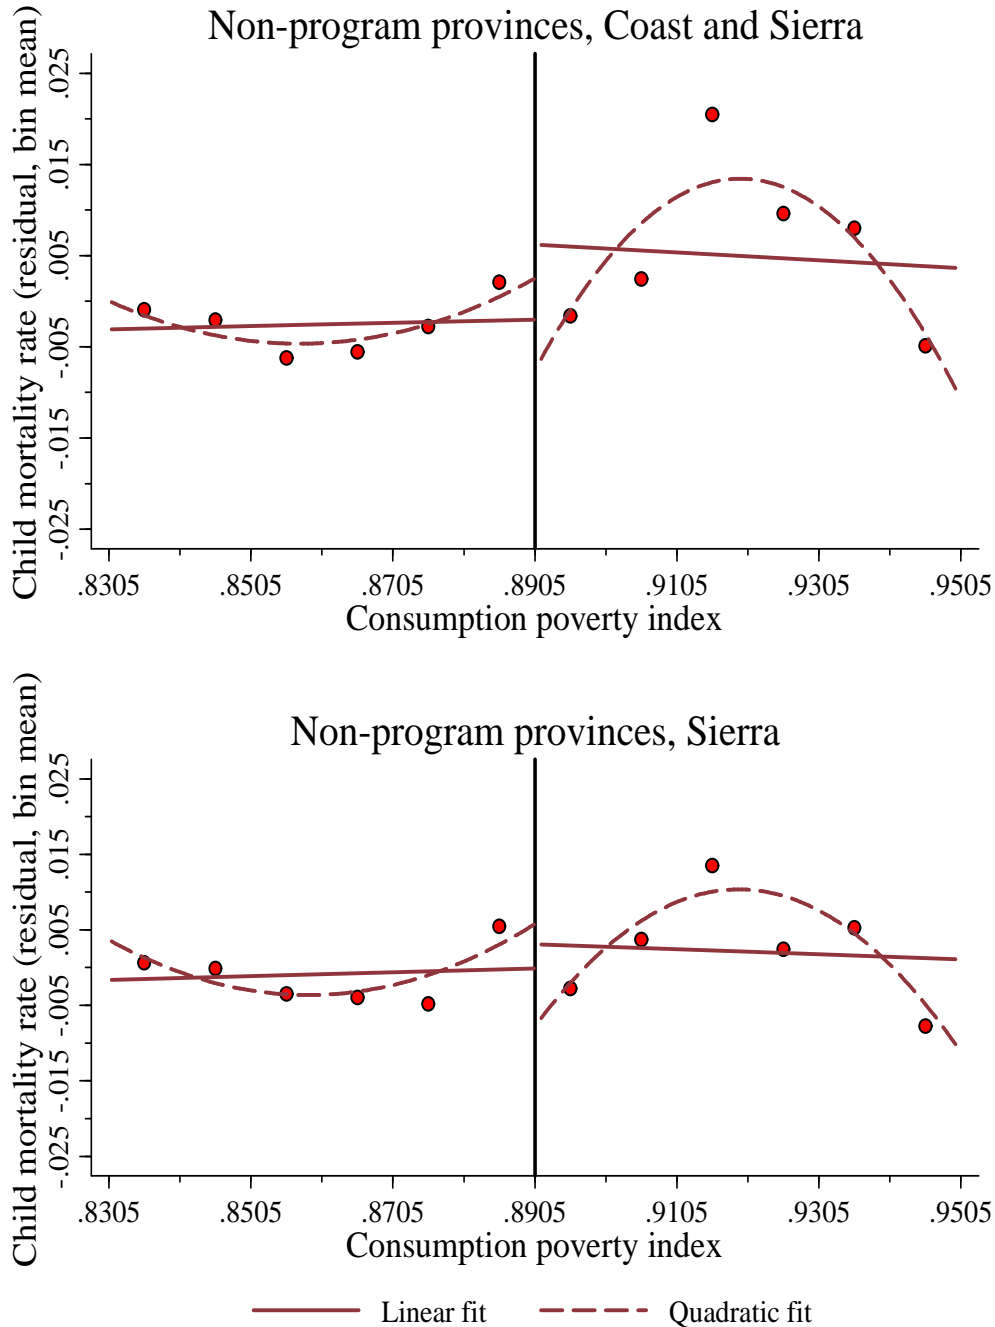 Non-program provinces, Coast and Sierra
Child mortality rate (residual, bin mean)
.025
.015
.005
-.005
-.015
-.025
.8305 .8505 .8705 .8905 .9105 .9305 .9505
Consumption poverty index
Non-program provinces, Sierra
Child mortality rate (residual, bin mean)
.025
.015
.005
-.005
-.015
-.025
.8305 .8505 .8705 .8905 .9105 .9305 .9505
Consumption poverty index
Linear fit Quadratic fit